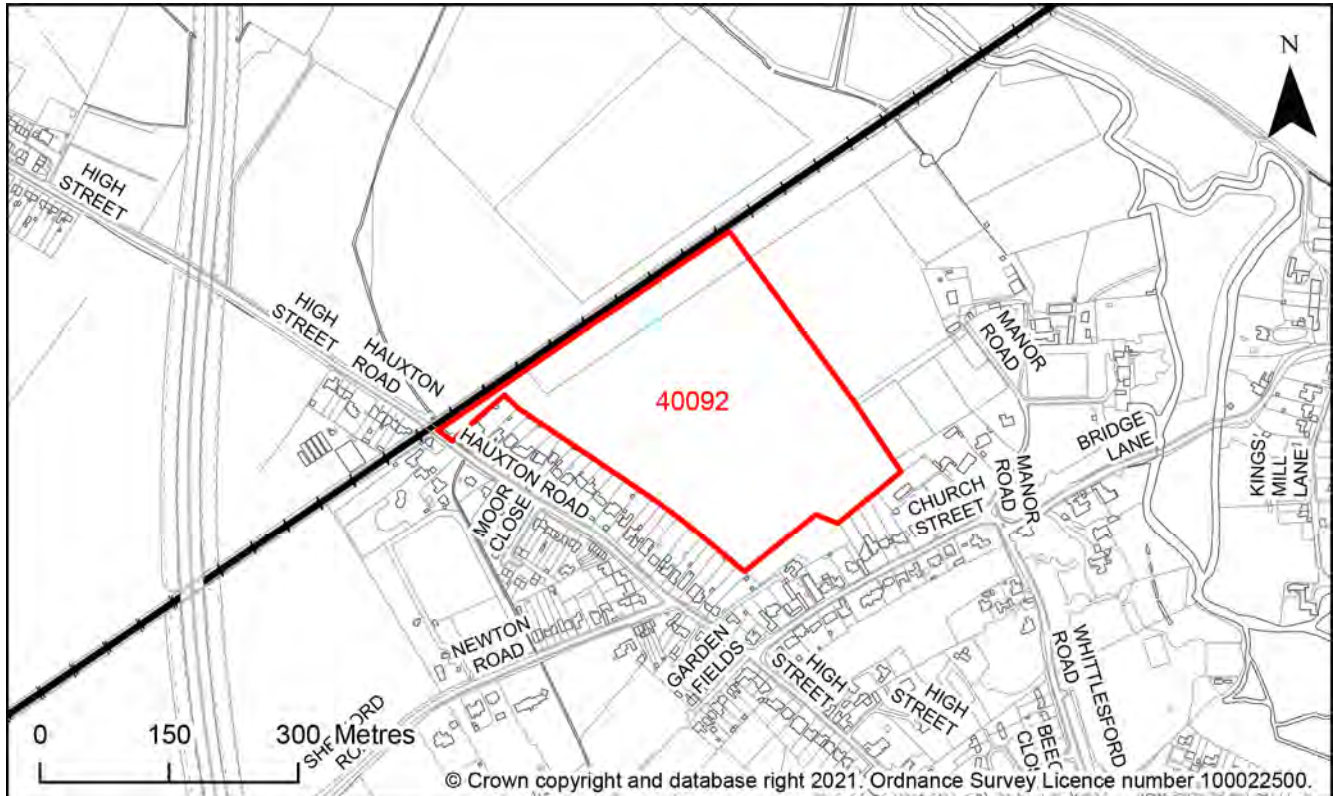 N
HIGH
STREET
HIGH
STREET
HAUXTON
ROAD
40092
MANOR
ROAD
HAUXTON ROAD
MOOR
CLOSE
BRIDGE
LANE
MANOR
ROAD
KINGS'
MILL
LANE
CHURCH
STREET
NEWTON
ROAD
GARDEN
FIELDS
HIGH
STREET
HIGH
STREET
WHITTLESFORD
ROAD
0 150 300 Metres
© Crown copyright and database right 2021. Ordnance Survey Licence number 100022500.